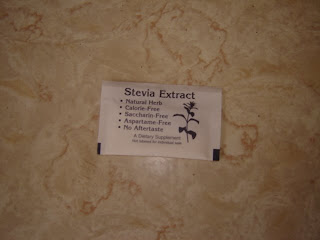 Stevia Extract
• Natural Herb
• Calorie-Free
• Saccharin-Free
• Aspartame-Free
• No Aftertaste
A Dietary Supplement